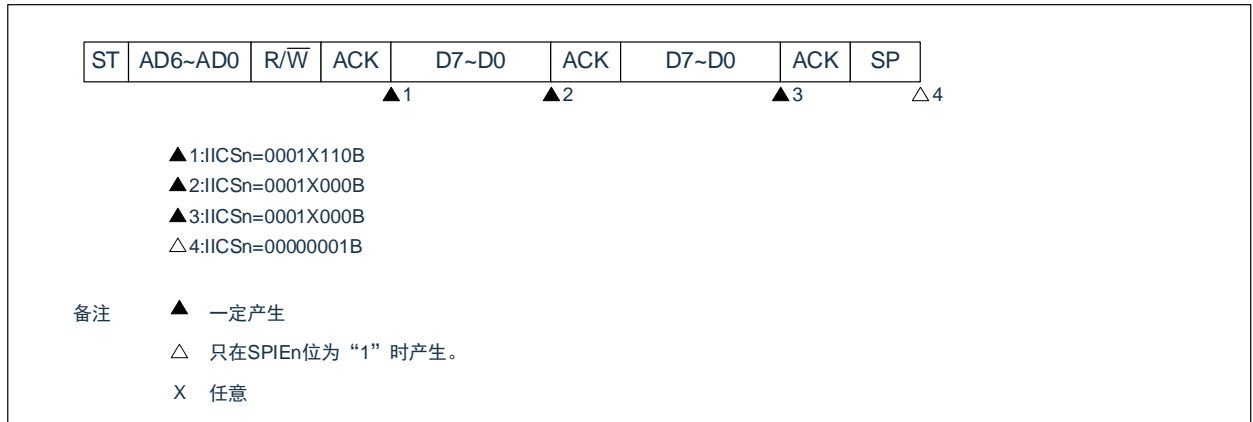 ST AD6~AD0 R/W̅ ACK D7~D0 ACK D7~D0 ACK SP
▲1 ▲2 ▲3 △4
▲1:IICSn=0001X110B
▲2:IICSn=0001X000B
▲3:IICSn=0001X000B
△4:IICSn=00000001B
备注 ▲ 一定产生
△ 只在SPIEn位为“1”时产生。
X 任意